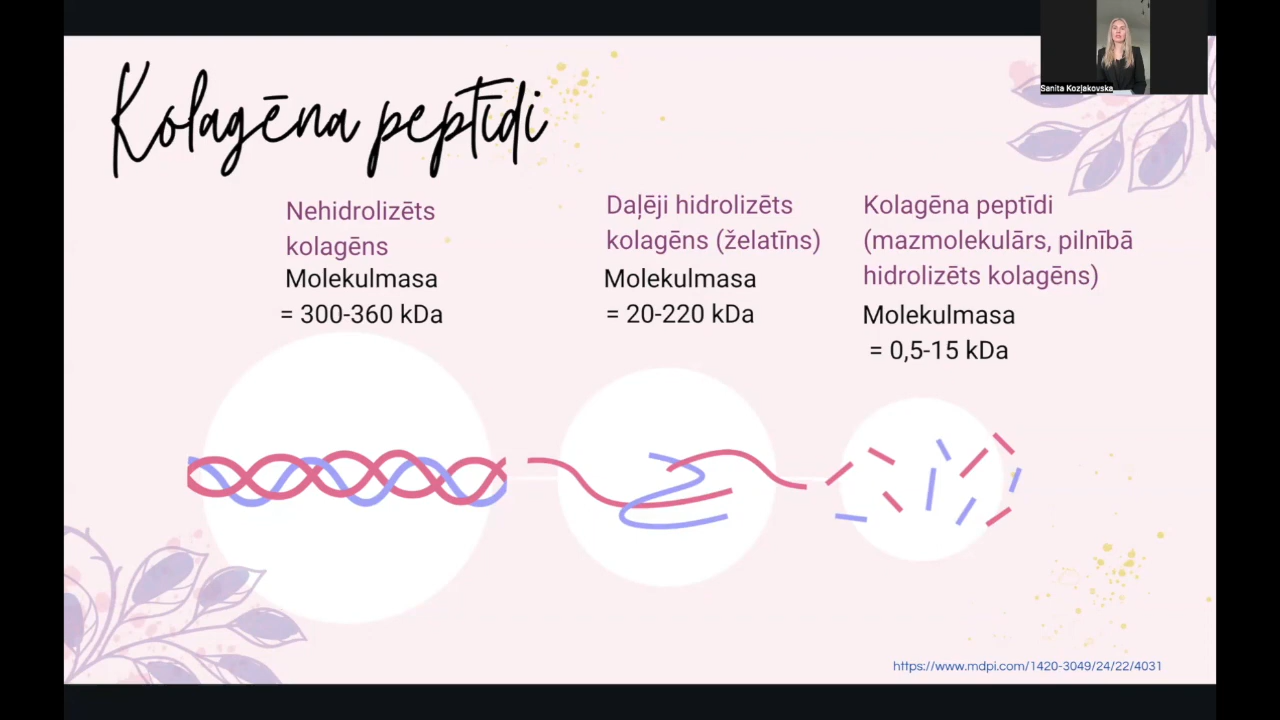 Sanita Kozļakovska
Kolagēna peptīdi
Nehidrolizēts
kolagēns
Molekulmasa
= 300-360 kDa
Daļēji hidrolizēts
kolagēns (želatīns)
Molekulmasa
= 20-220 kDa
Kolagēna peptīdi
(mazmolekulārs, pilnībā
hidrolizēts kolagēns)
Molekulmasa
= 0,5-15 kDa
https://www.mdpi.com/1420-3049/24/22/4031